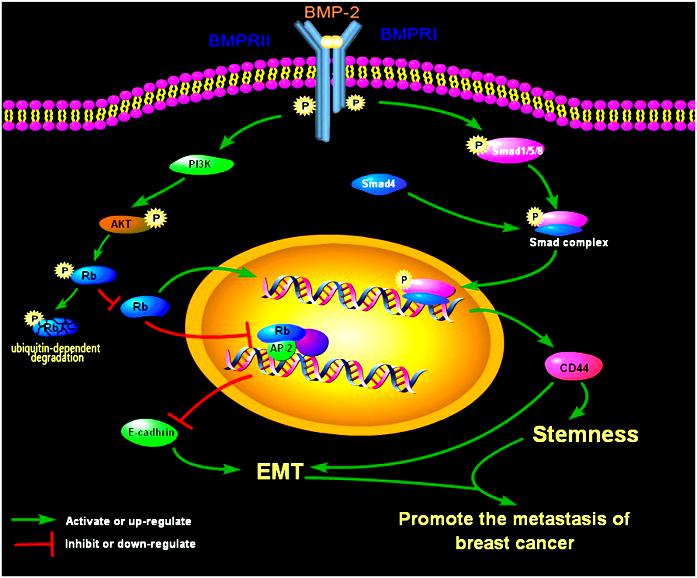 BMP-2
BMPRII
BMPRI
P
P
P
Smad1/5/8
PI3K
Smad4
AKT
P
P
Smad complex
P
Rb
P
Rb
P
Rb
ubiquitin-dependent
degradation
Rb
AP-2
CD44
E-cadhrin
Stemness
EMT
Activate or up-regulate
Inhibit or down-regulate
Promote the metastasis of
breast cancer